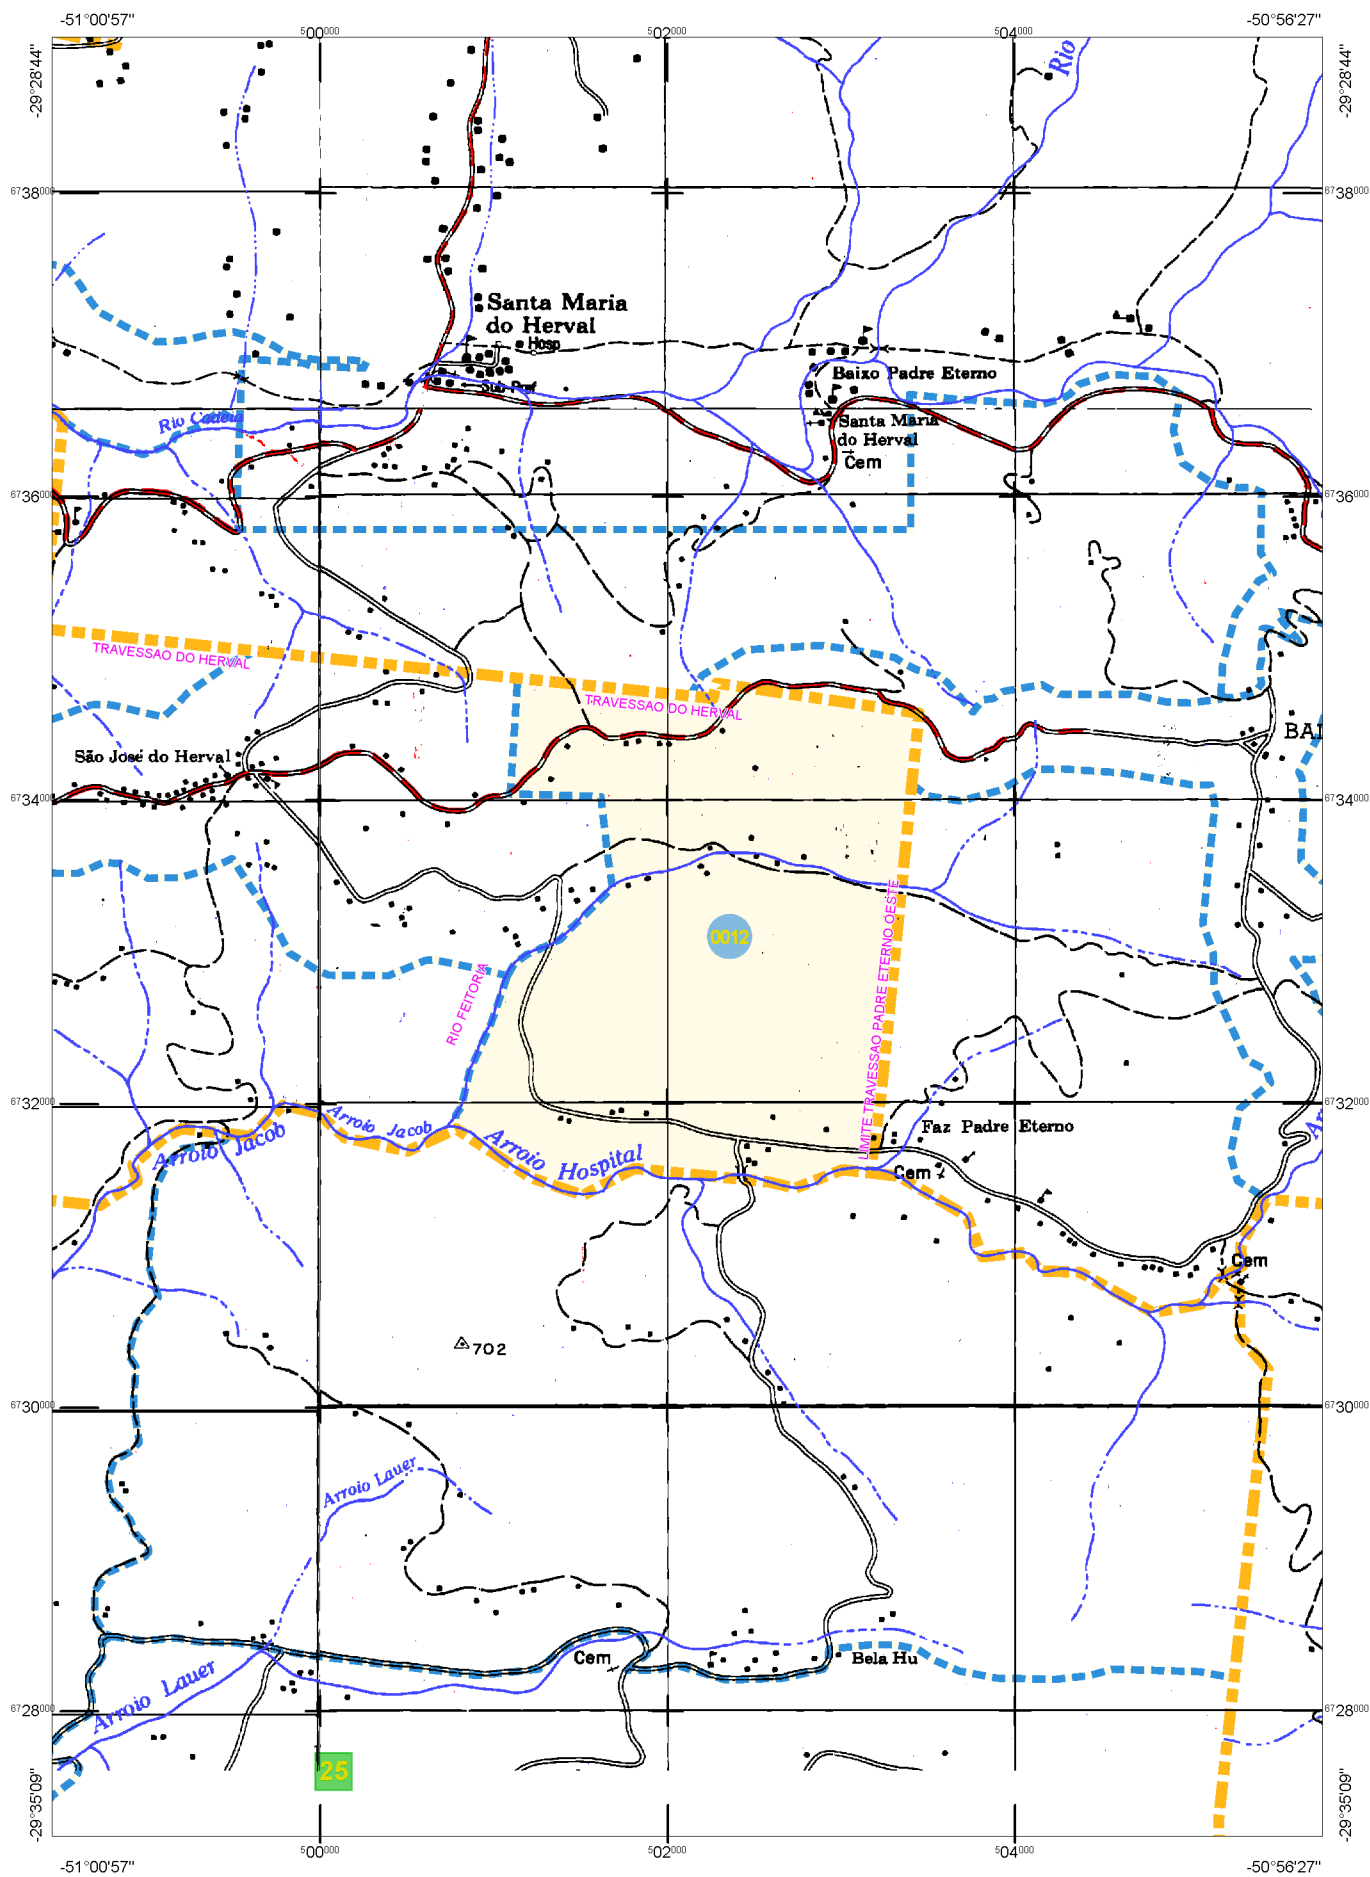 -51°00'57"
-50°56'27"
500000
502000
504000
-29°28'44"
-29°28'44"
Rio
6738000
6738000
Santa Maria
do Herval
Hosp
Sub Pref
Baixo Padre Eterno
Rio Cadeia
Santa Maria
do Herval
Cem
6736000
6736000
TRAVESSAO DO HERVAL
TRAVESSAO DO HERVAL
BAI
São José do Herval
6734000
6734000
0012
LIMITE TRAVESSAO PADRE ETERNO OESTE
RIO FEITORIA
6732000
6732000
Arroio Jacob
Arroio Jacob
Arroio Hospital
Faz Padre Eterno
Cem
Cem
702
6730000
6730000
Arroio Lauer
Cem
Bela Hu
Arroio Lauer
6728000
6728000
25
-29°35'09"
-29°35'09"
500000
502000
504000
-51°00'57"
-50°56'27"